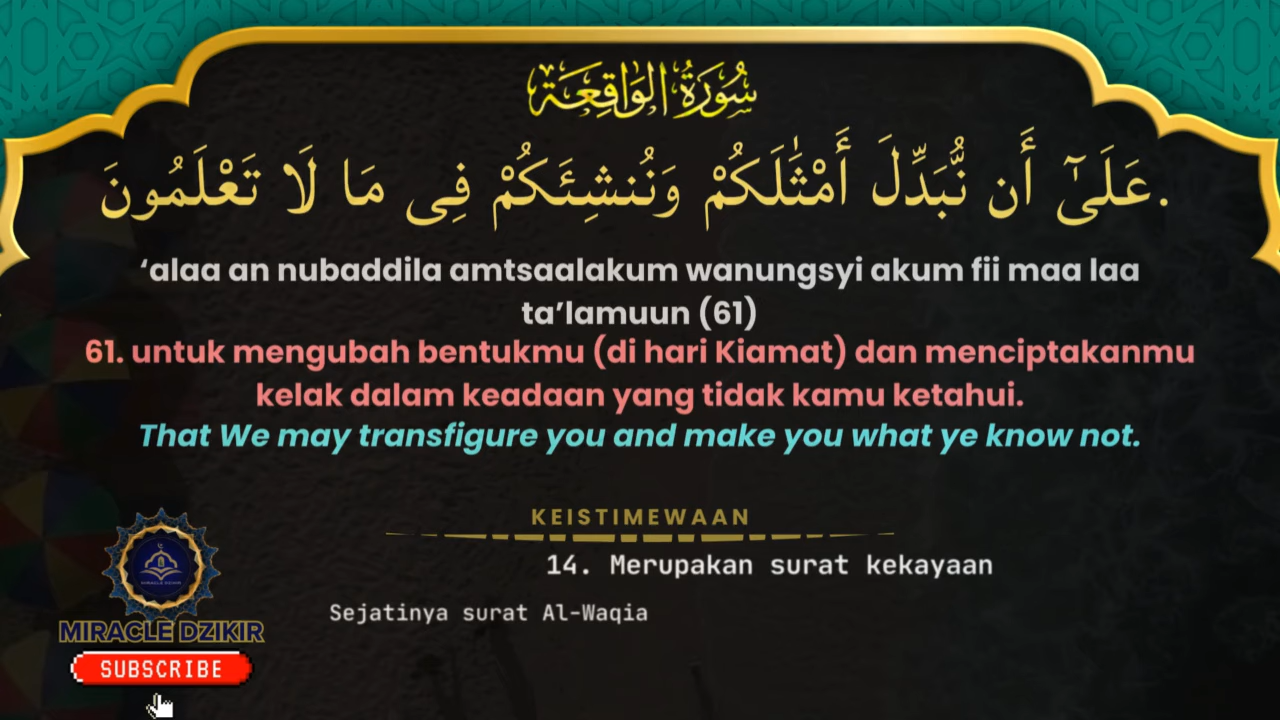 سُورَةُ الوَاقِعَة
عَلَىٰٓ أَن نُّبَدِّلَ أَمْثَٰلَكُمْ وَنُنشِئَكُمْ فِى مَا لَا تَعْلَمُونَ.
‘alaa an nubaddila amtsaalakum wanungsyi akum fii maa laa
ta’lamuun (61)
61. untuk mengubah bentukmu (di hari Kiamat) dan menciptakanmu
kelak dalam keadaan yang tidak kamu ketahui.
That We may transfigure you and make you what ye know not.
KEISTIMEWAAN
14. Merupakan surat kekayaan
Sejatinya surat Al-Waqia
MIRACLE DZIKIR
MIRACLE DZIKIR
SUBSCRIBE